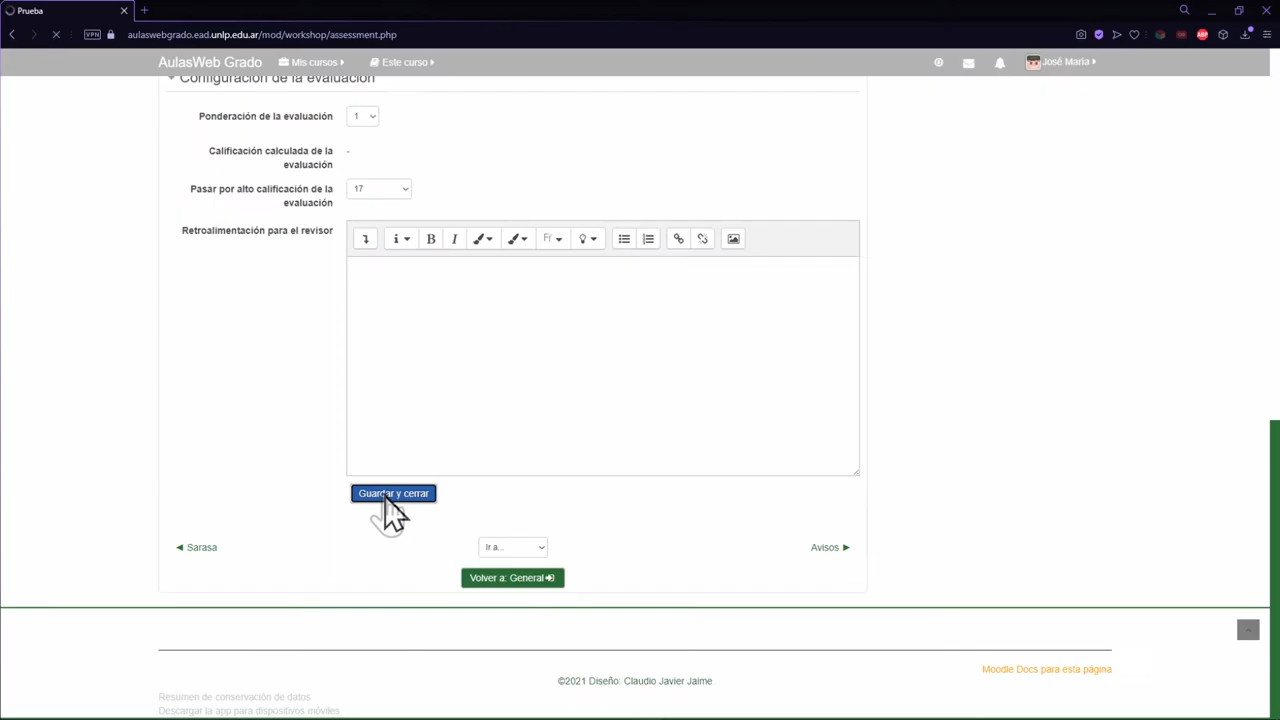 Prueba
VPN
aulaswebgrado.ead.unlp.edu.ar/mod/workshop/assessment.php
ABP
AulasWeb Grado
Mis cursos
Este curso
José María
Configuración de la evaluación
Ponderación de la evaluación
1
Calificación calculada de la
evaluación
-
Pasar por alto calificación de la
evaluación
17
Retroalimentación para el revisor
B
I
Guardar y cerrar
◄ Sarasa
Ir a...
Avisos ►
Volver a: General
Moodle Docs para esta página
©2021 Diseño: Claudio Javier Jaime
Resumen de conservación de datos
Descargar la app para dispositivos móviles